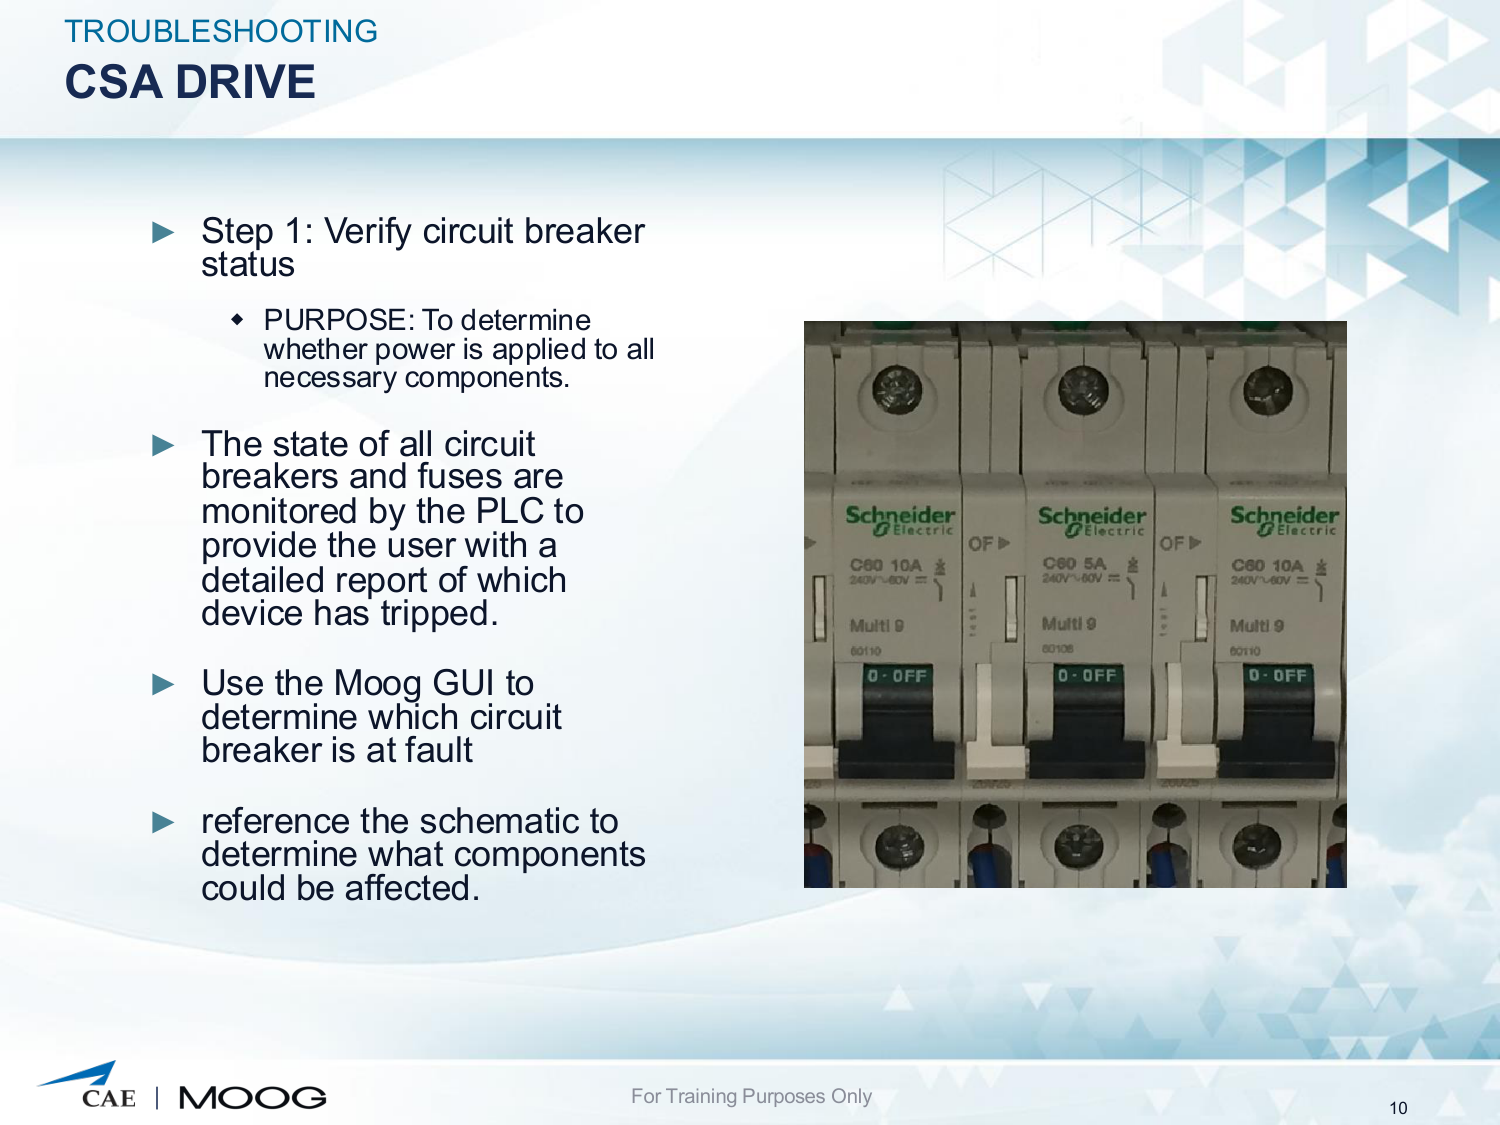 TROUBLESHOOTING
CSA DRIVE
► Step 1: Verify circuit breaker
status
◆ PURPOSE: To determine
whether power is applied to all
necessary components.
► The state of all circuit
breakers and fuses are
monitored by the PLC to
provide the user with a
detailed report of which
device has tripped.
► Use the Moog GUI to
determine which circuit
breaker is at fault
► reference the schematic to
determine what components
could be affected.
Schneider
Electric
OF
C60 10A
240V~60V
Multi 9
60110
0-OFF
Schneider
Electric
OF
C60 5A
240V~60V
test
Multi 9
60108
0-OFF
Schneider
Electric
C60 10A
240V~60V
Multi 9
60110
0-OFF
CAE | MOOG
For Training Purposes Only
10